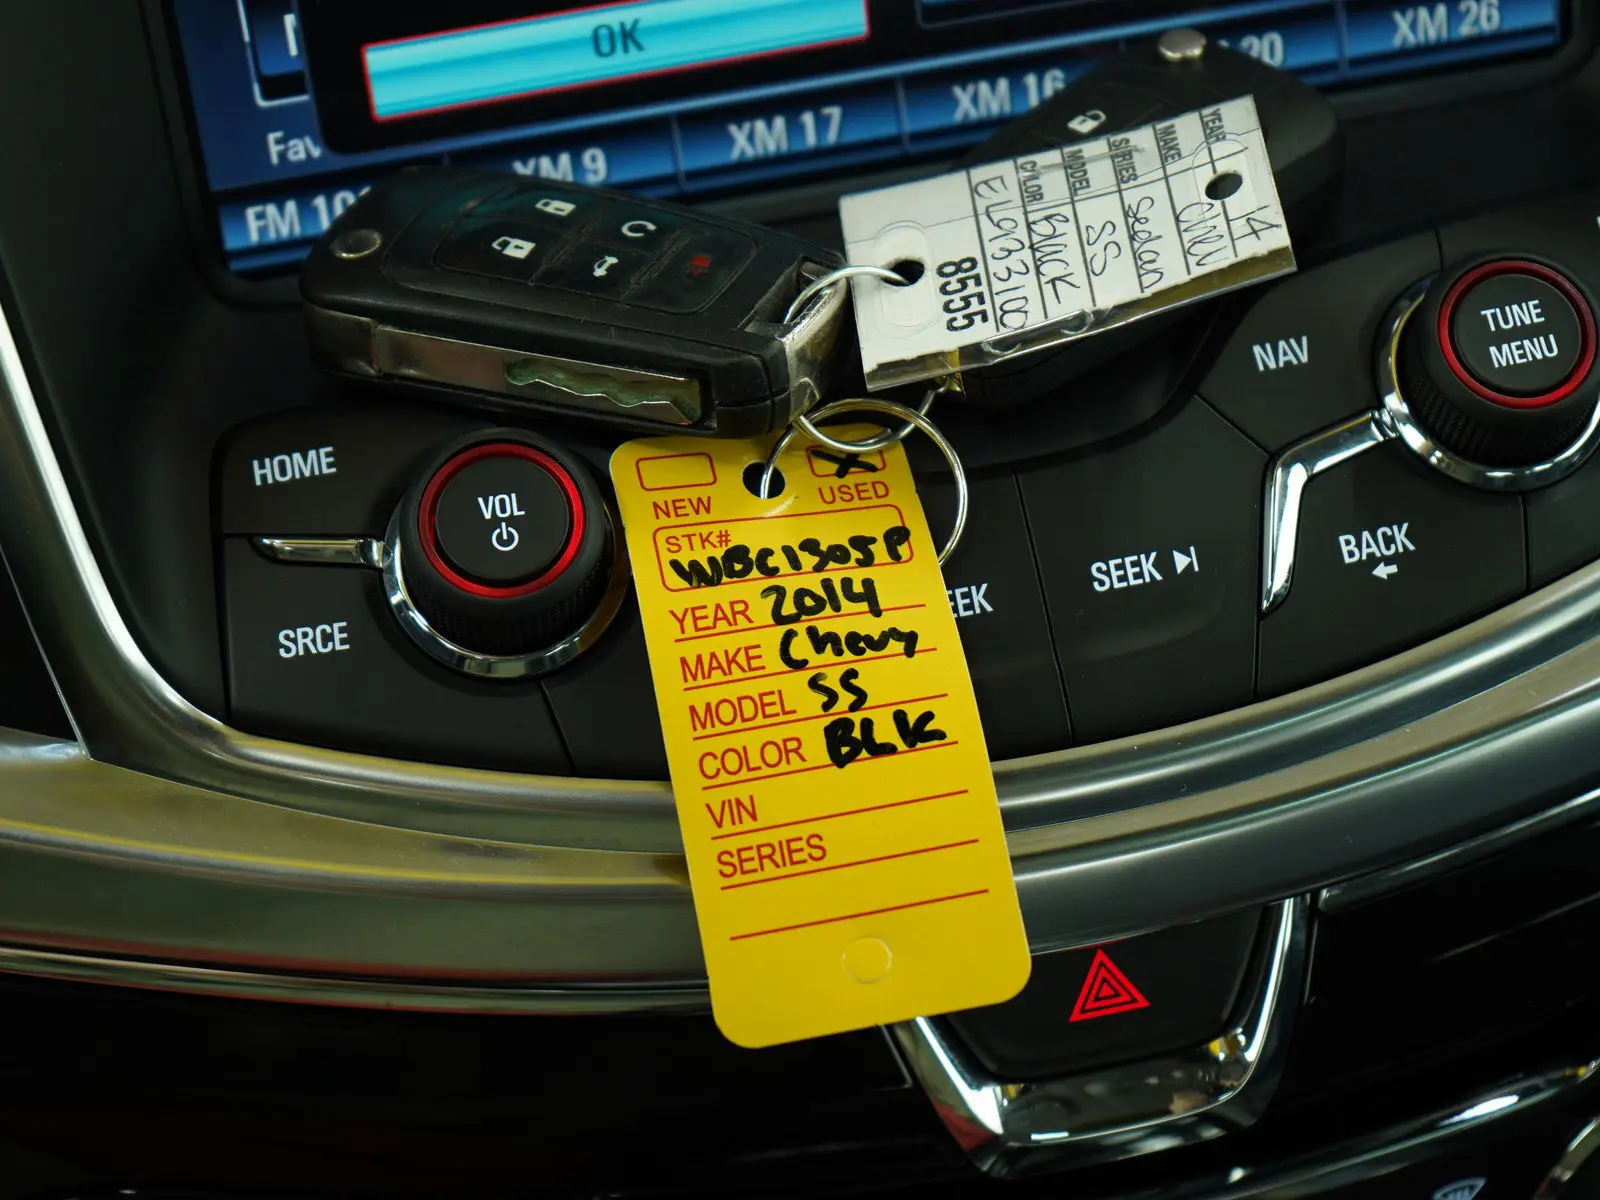 OK
XM 26
XM 16
XM 17
XM 9
Fav
FM 10
YEAR 14
MAKE Chev
SERIES Sedan
MODEL SS
COLOR Black
EL933100
8555
NAV
TUNE
MENU
HOME
VOL
SRCE
SEEK
BACK
NEW
USED
STK#
WBC1305P
YEAR 2014
MAKE Chevy
MODEL SS
COLOR BLK
VIN
SERIES